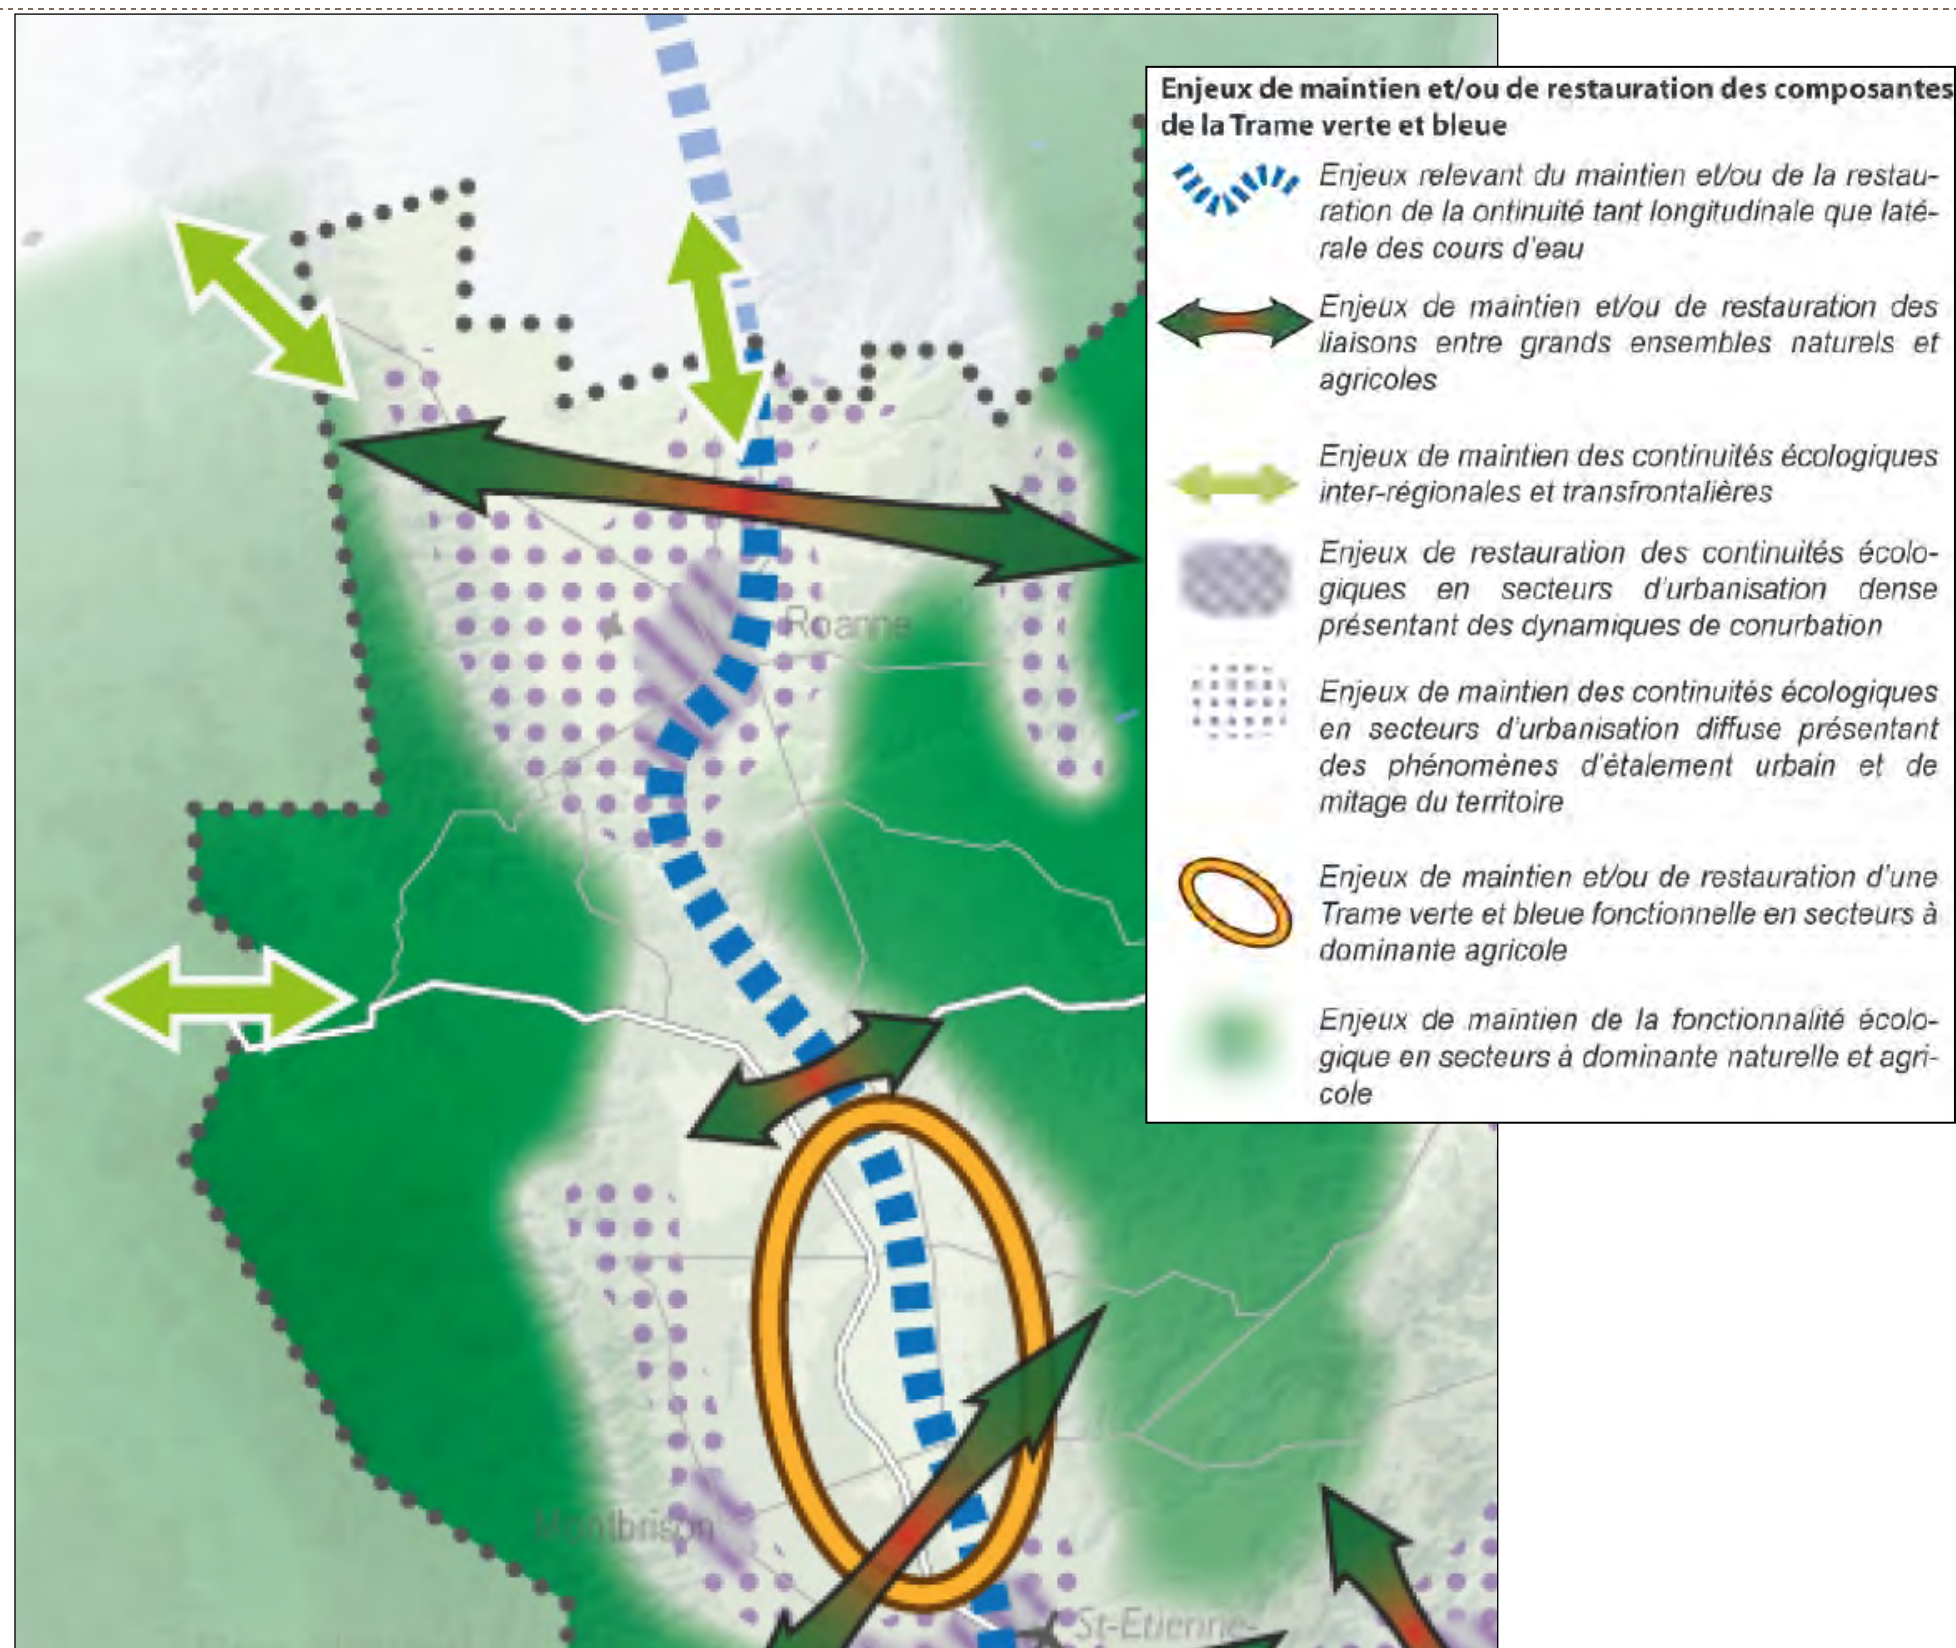 Enjeux de maintien et/ou de restauration des composantes
de la Trame verte et bleue
Enjeux relevant du maintien et/ou de la restau-
ration de la ontinuité tant longitudinale que laté-
rale des cours d'eau
Enjeux de maintien et/ou de restauration des
liaisons entre grands ensembles naturels et
agricoles
Enjeux de maintien des continuités écologiques
inter-régionales et transfrontalières
Enjeux de restauration des continuités écolo-
giques en secteurs d'urbanisation dense
présentant des dynamiques de conurbation
Enjeux de maintien des continuités écologiques
en secteurs d'urbanisation diffuse présentant
des phénomènes d'étalement urbain et de
mitage du territoire
Enjeux de maintien et/ou de restauration d'une
Trame verte et bleue fonctionnelle en secteurs à
dominante agricole
Enjeux de maintien de la fonctionnalité écolo-
gique en secteurs à dominante naturelle et agri-
cole
Roanne
Montbrison
St-Etienne-